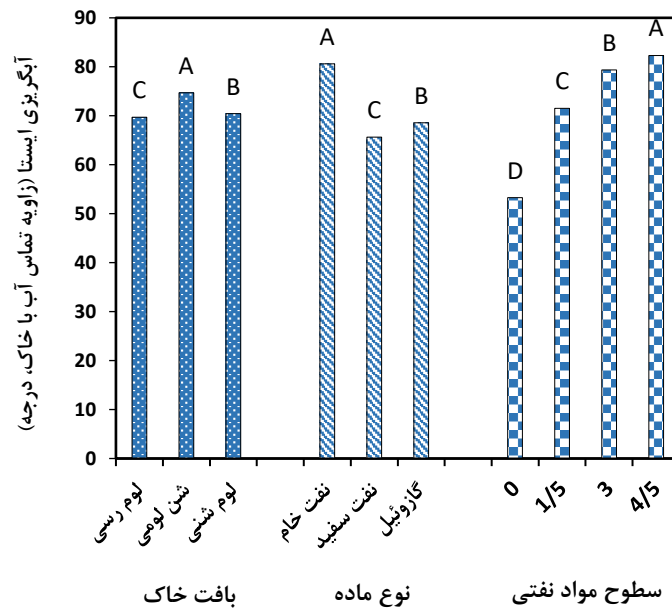 آبگریزی ایستا (زاویه تماس آب با خاک، درجه)
90
80
70
60
50
40
30
20
10
0
C A B
A C B
D C B A
لوم رسی
شن لومی
لوم شنی
نفت خام
نفت سفید
گازوئیل
0
1/5
3
4/5
بافت خاک
نوع ماده
سطوح مواد نفتی